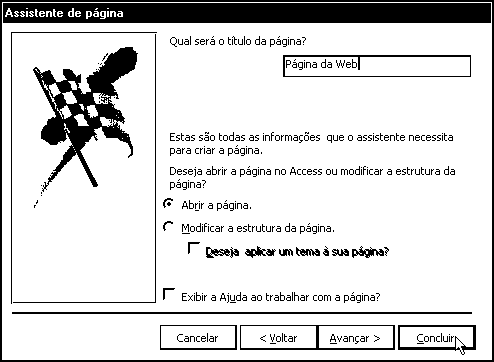 Assistente de página
Qual será o título da página?
Página da Web
Estas são todas as informações que o assistente necessita
para criar a página.
Deseja abrir a página no Access ou modificar a estrutura da
página?
Abrir a página.
Modificar a estrutura da página.
Deseja aplicar um tema à sua página?
Exibir a Ajuda ao trabalhar com a página?
Cancelar
< Voltar
Avançar >
Concluir